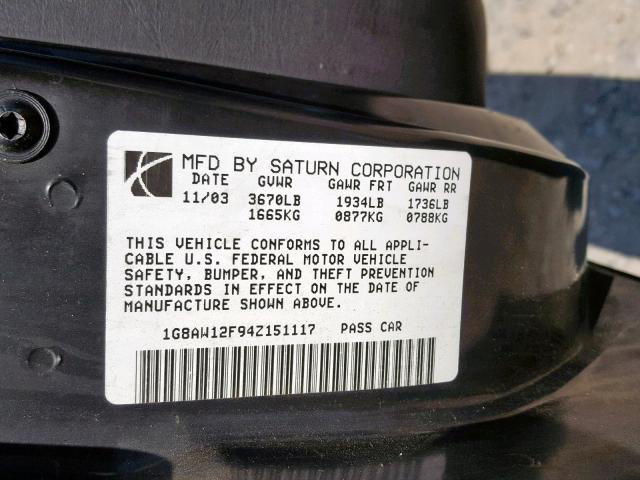 MFD BY SATURN CORPORATION
DATE GVWR GAWR FRT GAWR RR
11/03 3670LB 1934LB 1736LB
1665KG 0877KG 0788KG
THIS VEHICLE CONFORMS TO ALL APPLI-
CABLE U.S. FEDERAL MOTOR VEHICLE
SAFETY, BUMPER, AND THEFT PREVENTION
STANDARDS IN EFFECT ON THE DATE OF
MANUFACTURE SHOWN ABOVE.
1G8AW12F94Z151117 PASS CAR